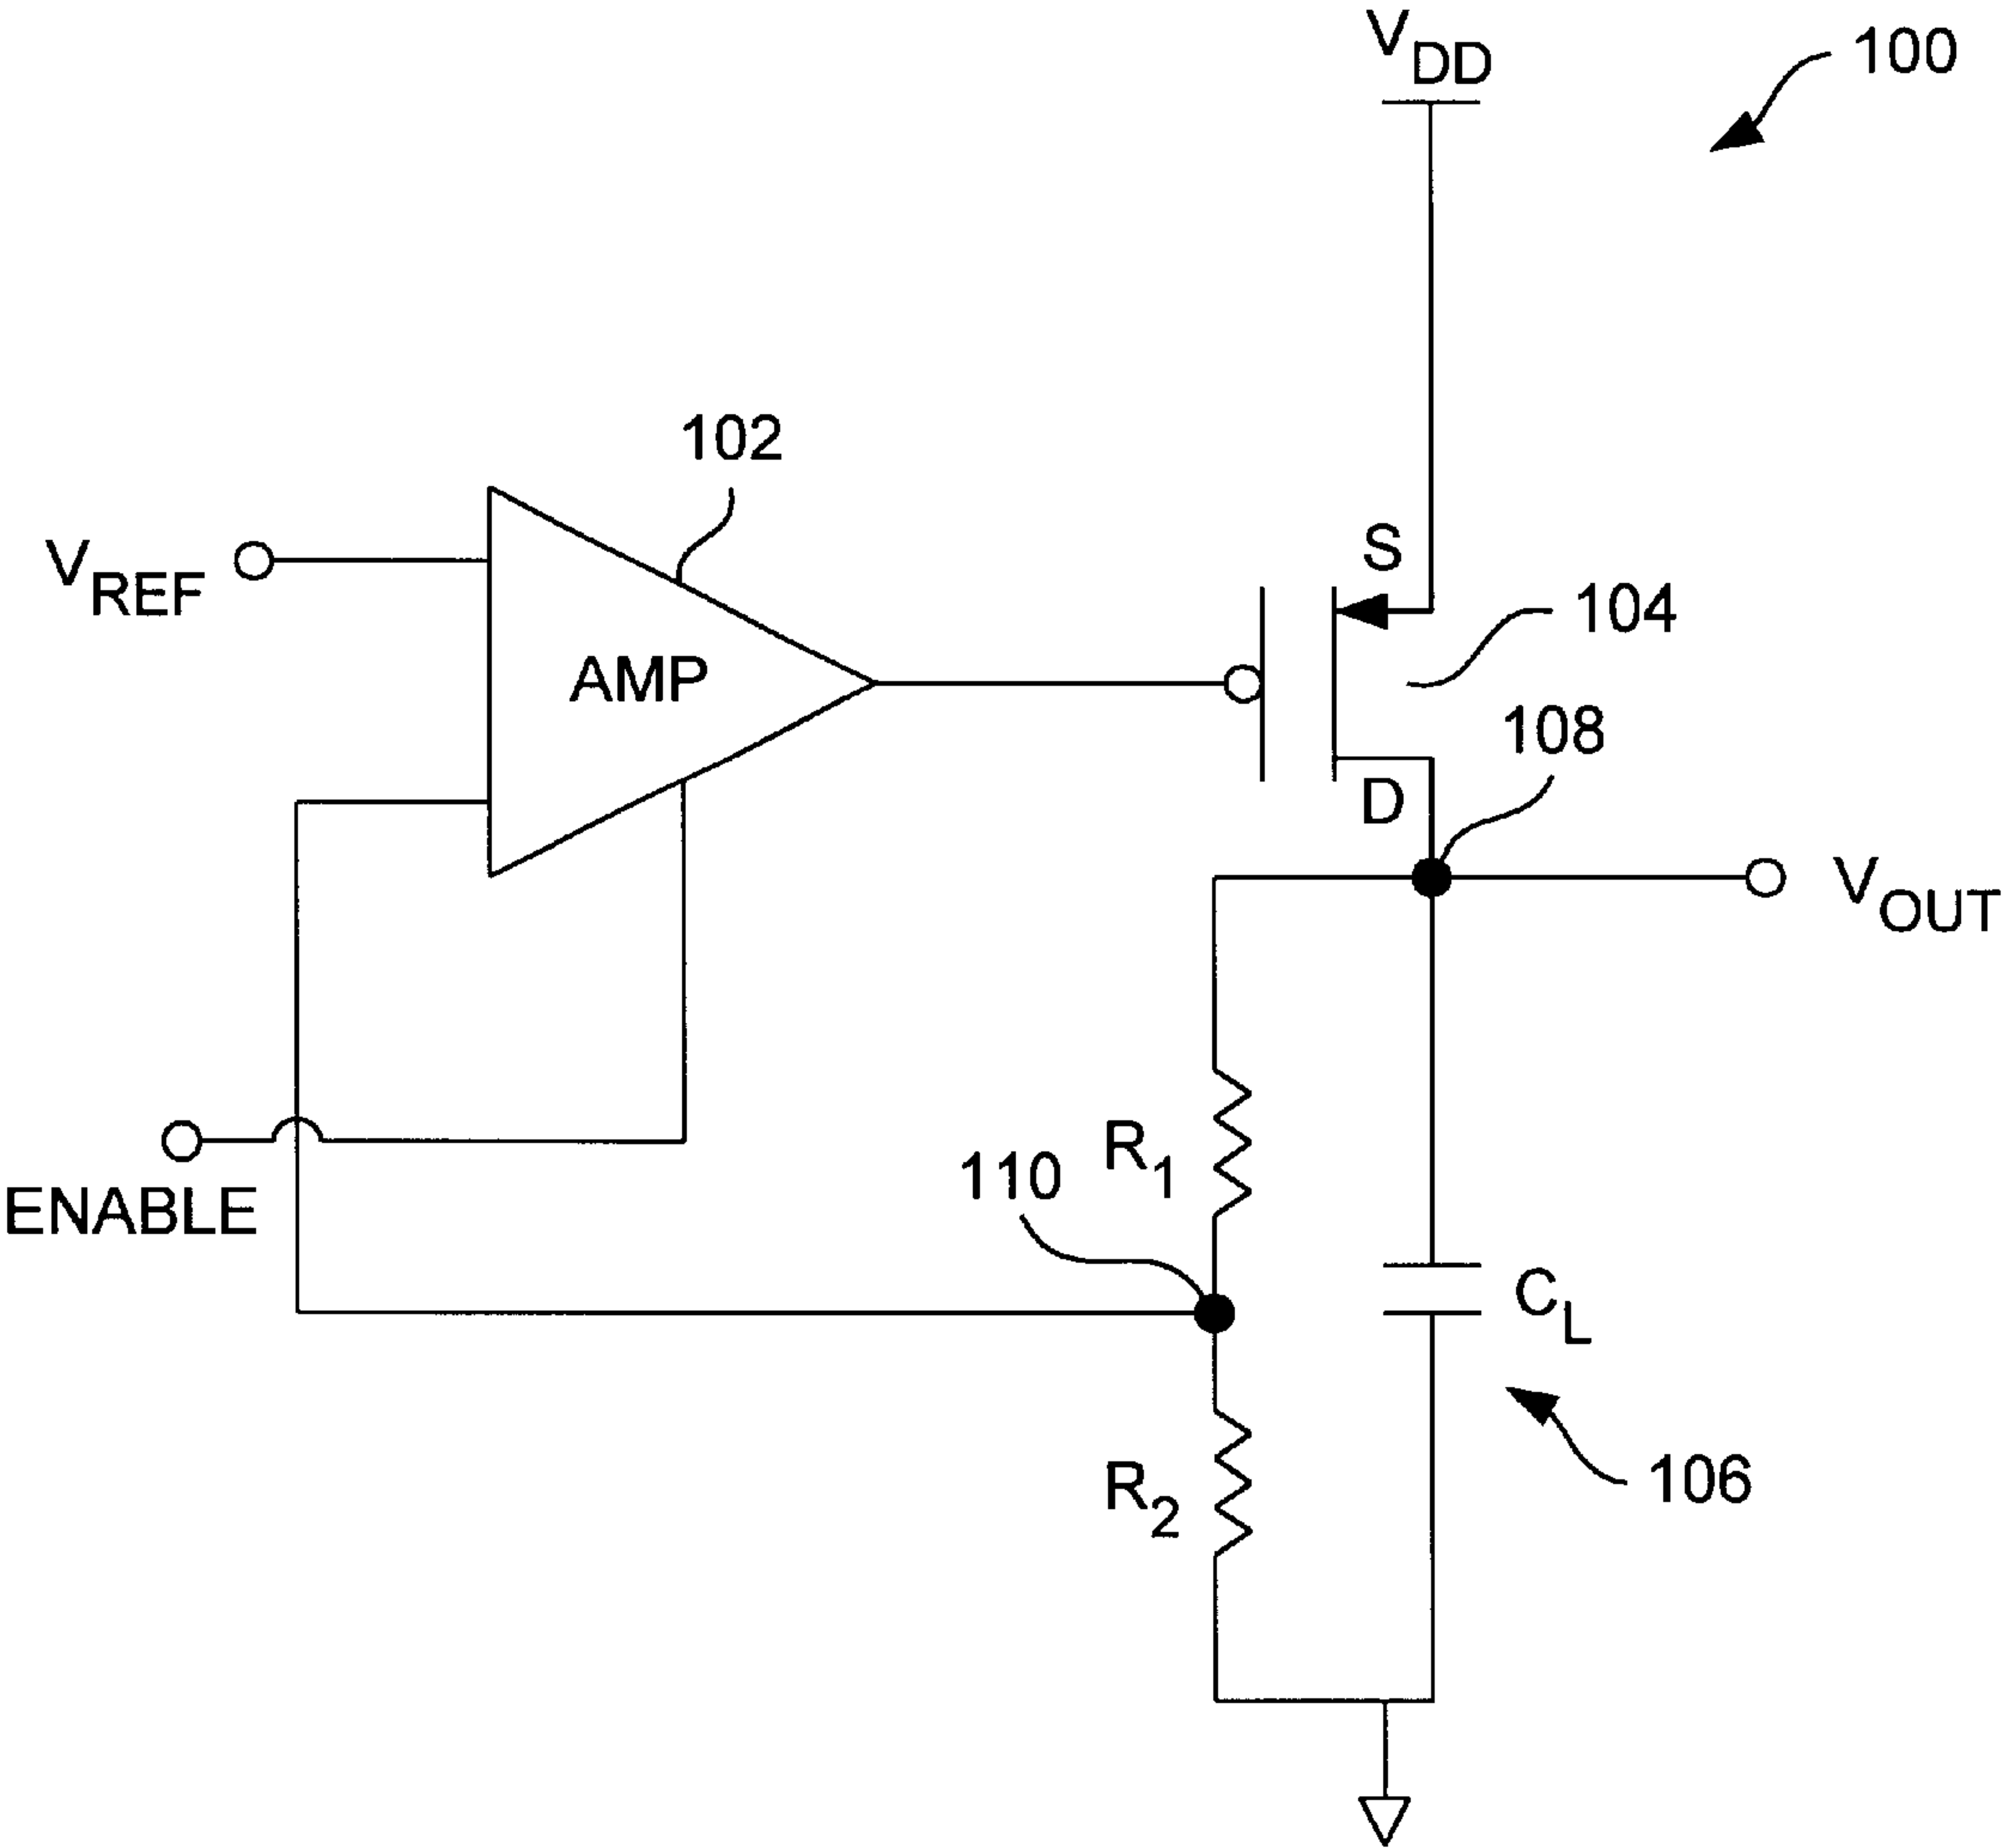 V_DD
100
102
V_REF
AMP
S
104
108
D
V_OUT
R_1
110
ENABLE
C_L
R_2
106